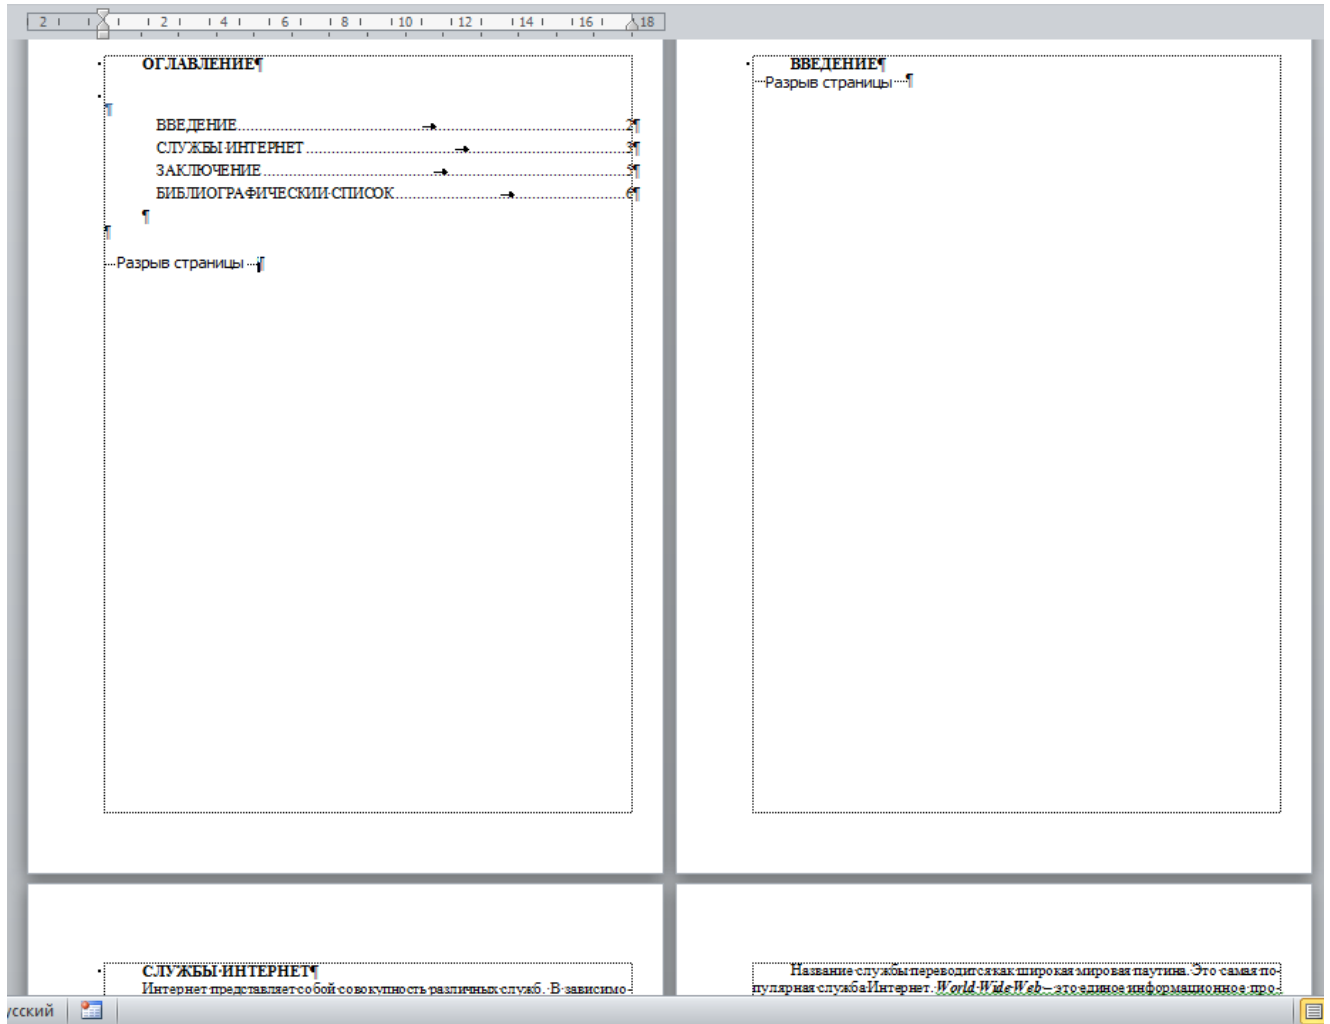 2 2 4 6 8 10 12 14 16 18
ОГЛАВЛЕНИЕ¶
¶
ВВЕДЕНИЕ → 2¶
СЛУЖБЫ·ИНТЕРНЕТ → 3¶
ЗАКЛЮЧЕНИЕ → 5¶
БИБЛИОГРАФИЧЕСКИЙ·СПИСОК → 6¶
¶
¶
Разрыв страницы ¶
ВВЕДЕНИЕ¶
Разрыв страницы ¶
СЛУЖБЫ·ИНТЕРНЕТ¶
Интернет·представляет·собой·совокупность·различных·служб.·В·зависимо-
Название·службы·переводится·как·широкая·мировая·паутина.·Это·самая·по-
пулярная·служба·Интернет.·World·Wide·Web·–·это·единое·информационное·про-
усский